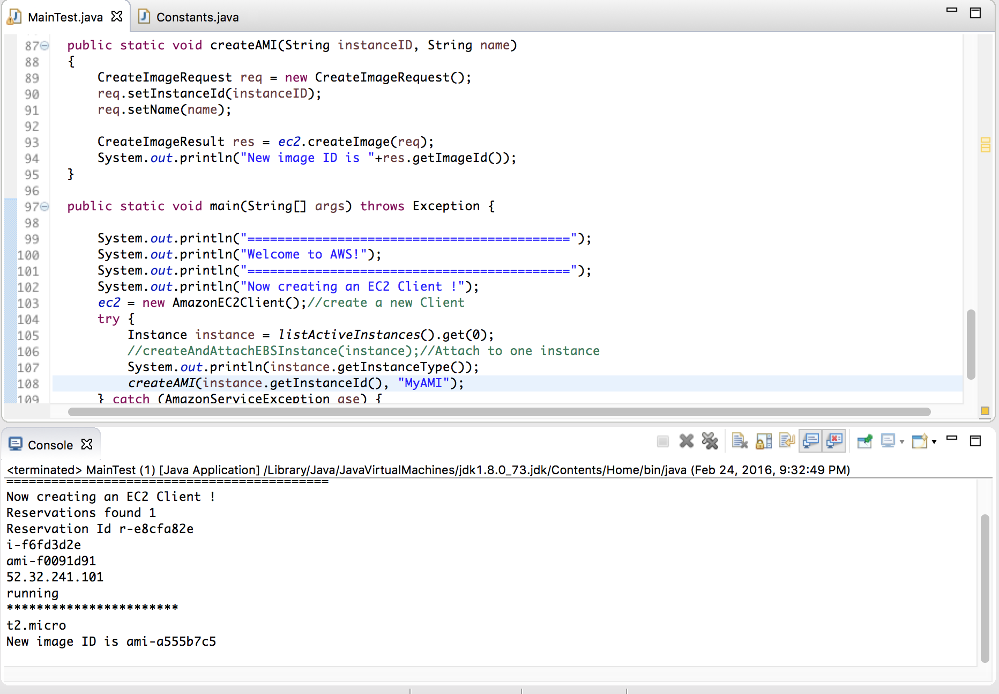 MainTest.java
Constants.java
87 public static void createAMI(String instanceID, String name)
88 {
89 CreateImageRequest req = new CreateImageRequest();
90 req.setInstanceId(instanceID);
91 req.setName(name);
92
93 CreateImageResult res = ec2.createImage(req);
94 System.out.println("New image ID is "+res.getImageId());
95 }
96
97 public static void main(String[] args) throws Exception {
98
99 System.out.println("===========================================");
100 System.out.println("Welcome to AWS!");
101 System.out.println("===========================================");
102 System.out.println("Now creating an EC2 Client !");
103 ec2 = new AmazonEC2Client();//create a new Client
104 try {
105 Instance instance = listActiveInstances().get(0);
106 //createAndAttachEBSInstance(instance);//Attach to one instance
107 System.out.println(instance.getInstanceType());
108 createAMI(instance.getInstanceId(), "MyAMI");
109 } catch (AmazonServiceException ase) {
Console
<terminated> MainTest (1) [Java Application] /Library/Java/JavaVirtualMachines/jdk1.8.0_73.jdk/Contents/Home/bin/java (Feb 24, 2016, 9:32:49 PM)
===========================================
Now creating an EC2 Client !
Reservations found 1
Reservation Id r-e8cfa82e
i-f6fd3d2e
ami-f0091d91
52.32.241.101
running
***********************
t2.micro
New image ID is ami-a555b7c5